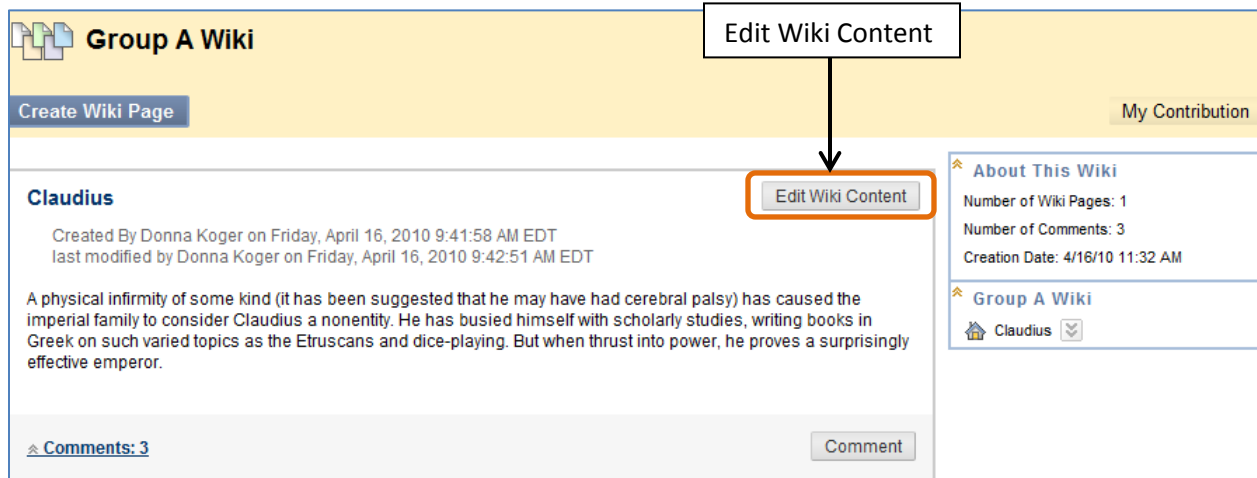 Group A Wiki
Edit Wiki Content
Create Wiki Page
My Contribution
Claudius
Edit Wiki Content
Created By Donna Koger on Friday, April 16, 2010 9:41:58 AM EDT
last modified by Donna Koger on Friday, April 16, 2010 9:42:51 AM EDT
A physical infirmity of some kind (it has been suggested that he may have had cerebral palsy) has caused the
imperial family to consider Claudius a nonentity. He has busied himself with scholarly studies, writing books in
Greek on such varied topics as the Etruscans and dice-playing. But when thrust into power, he proves a surprisingly
effective emperor.
Comments: 3
Comment
About This Wiki
Number of Wiki Pages: 1
Number of Comments: 3
Creation Date: 4/16/10 11:32 AM
Group A Wiki
Claudius